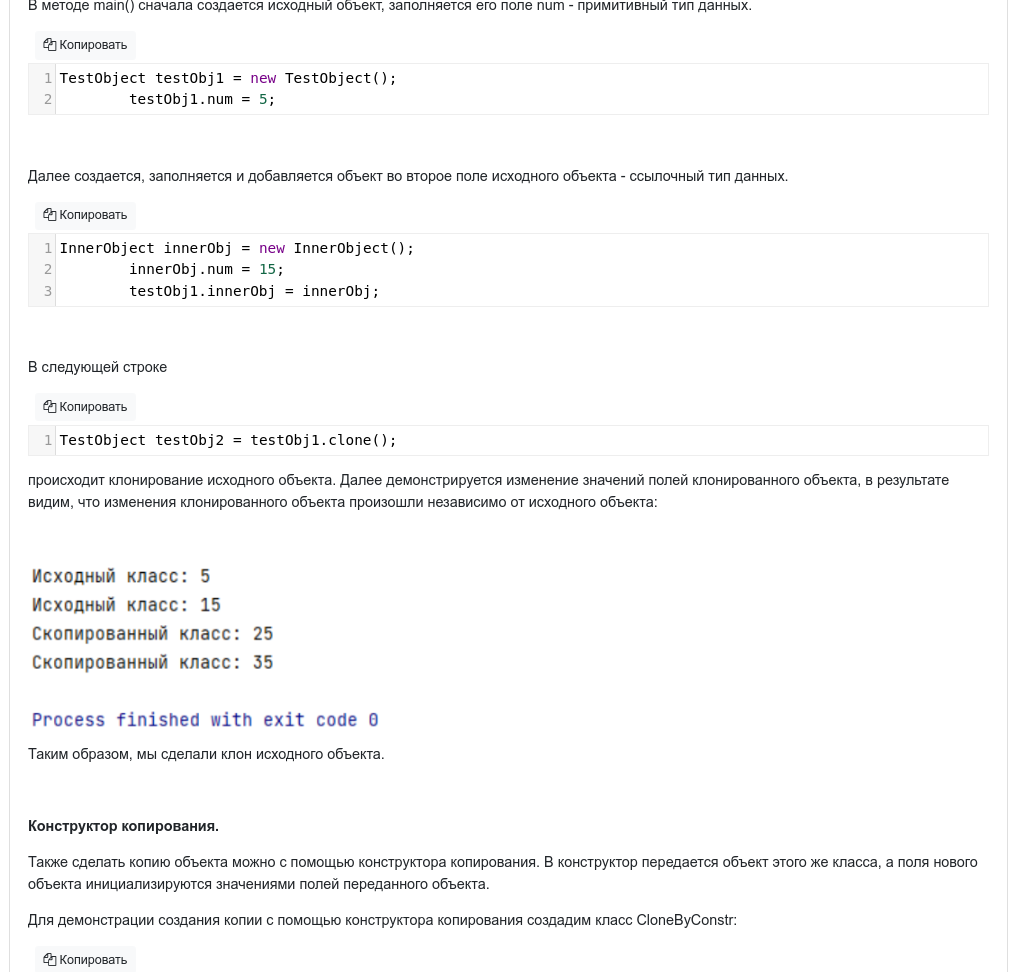 В методе main() сначала создается исходный объект, заполняется его поле num - примитивный тип данных.
Копировать
1 TestObject testObj1 = new TestObject();
2         testObj1.num = 5;
Далее создается, заполняется и добавляется объект во второе поле исходного объекта - ссылочный тип данных.
Копировать
1 InnerObject innerObj = new InnerObject();
2         innerObj.num = 15;
3         testObj1.innerObj = innerObj;
В следующей строке
Копировать
1 TestObject testObj2 = testObj1.clone();
происходит клонирование исходного объекта. Далее демонстрируется изменение значений полей клонированного объекта, в результате
видим, что изменения клонированного объекта произошли независимо от исходного объекта:
Исходный класс: 5
Исходный класс: 15
Скопированный класс: 25
Скопированный класс: 35
Process finished with exit code 0
Таким образом, мы сделали клон исходного объекта.
Конструктор копирования.
Также сделать копию объекта можно с помощью конструктора копирования. В конструктор передается объект этого же класса, а поля нового
объекта инициализируются значениями полей переданного объекта.
Для демонстрации создания копии с помощью конструктора копирования создадим класс CloneByConstr:
Копировать